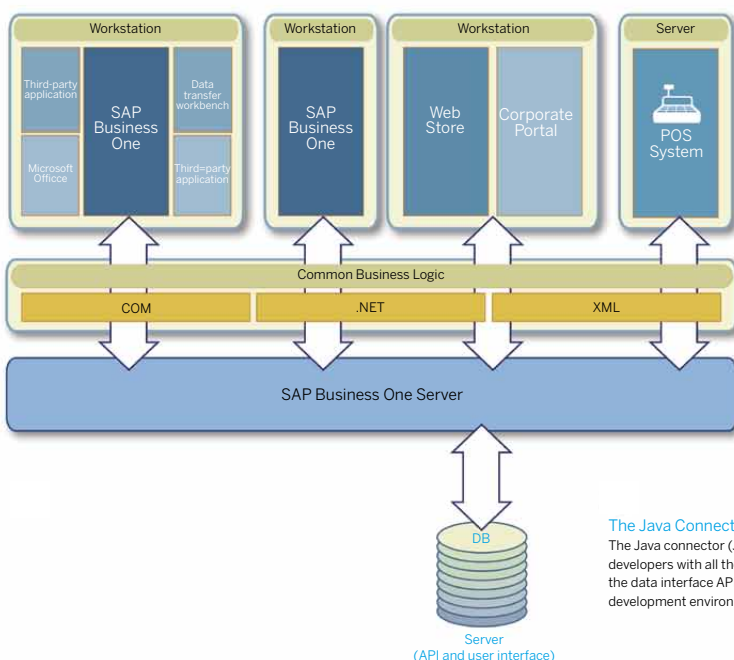 Workstation
Workstation
Workstation
Server
Third-party
application
SAP
Business
One
Data
transfer
workbench
Microsoft
Officce
Third=party
application
SAP
Business
One
Web
Store
Corporate
Portal
POS
System
Common Business Logic
COM
.NET
XML
SAP Business One Server
DB
Server
(API and user interface)
The Java Connect
The Java connector (.
developers with all th
the data interface AP
development environ